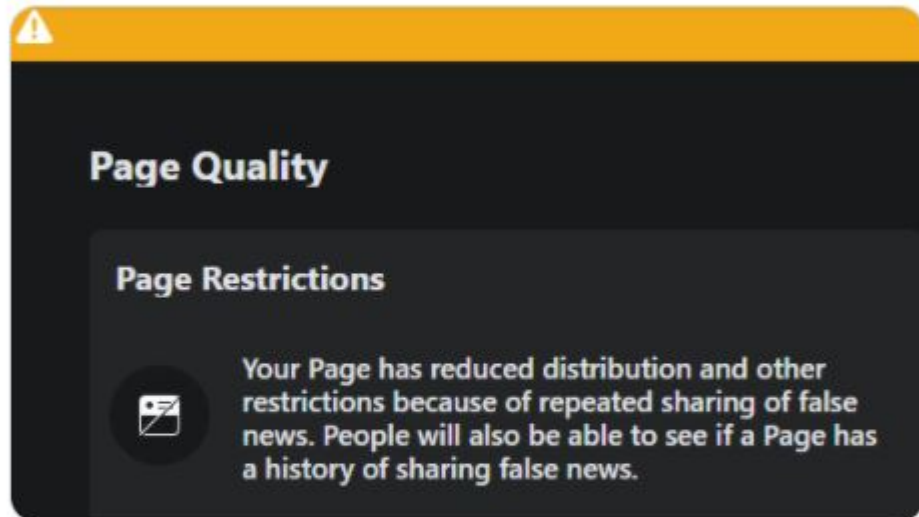 Page Quality
Page Restrictions
Your Page has reduced distribution and other
restrictions because of repeated sharing of false
news. People will also be able to see if a Page has
a history of sharing false news.